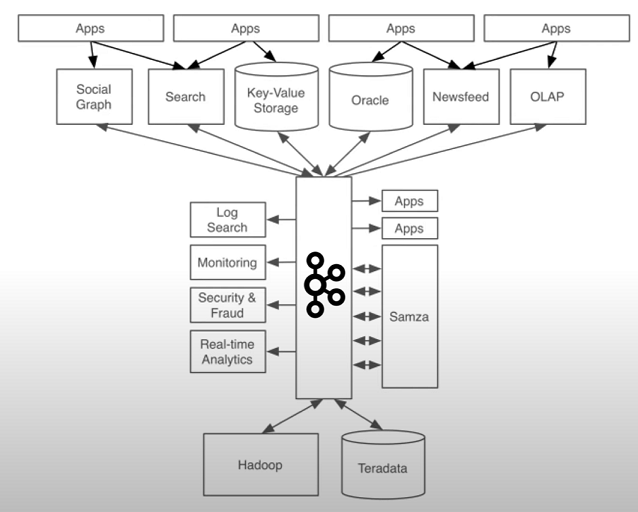 Apps
Apps
Apps
Apps
Social
Graph
Search
Key-Value
Storage
Oracle
Newsfeed
OLAP
Log
Search
Monitoring
Security &
Fraud
Real-time
Analytics
Apps
Apps
Samza
Hadoop
Teradata